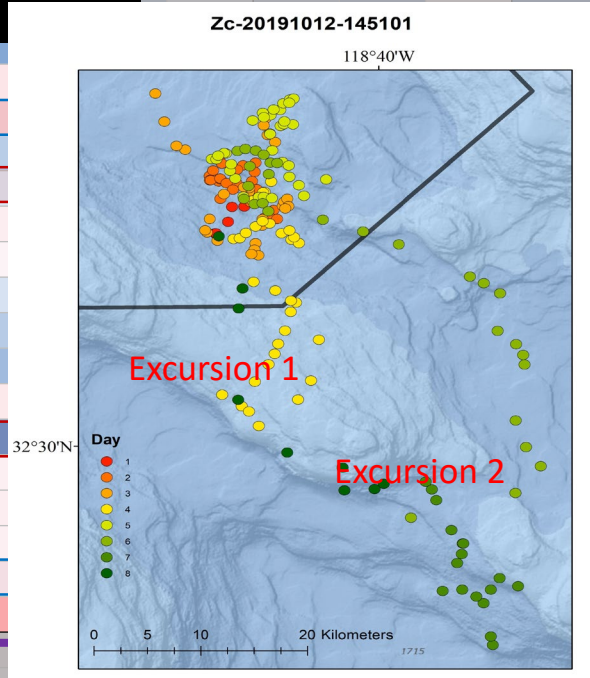 Zc-20191012-145101
118°40'W
Excursion 1
Day
32°30'N
1
2
3
4
5
6
7
8
Excursion 2
0 5 10 20 Kilometers
1715